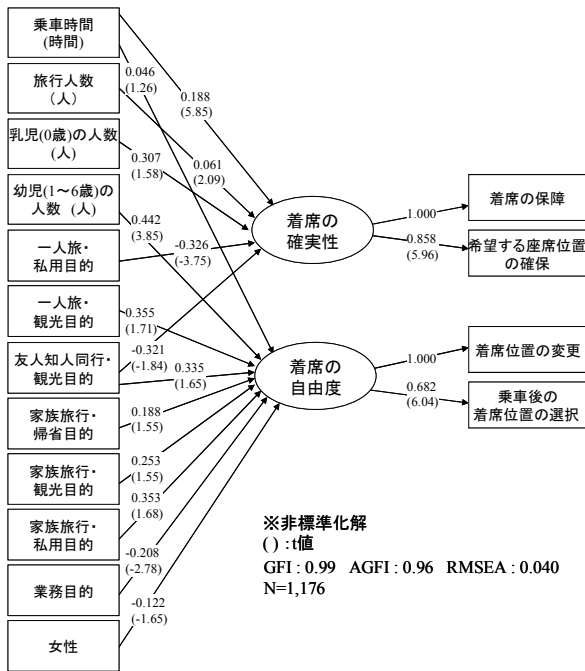 乗車時間
(時間)
旅行人数
（人）
乳児(0歳)の人数
(人)
幼児(1～6歳)の
人数 (人)
一人旅・
私用目的
一人旅・
観光目的
友人知人同行・
観光目的
家族旅行・
帰省目的
家族旅行・
観光目的
家族旅行・
私用目的
業務目的
女性
0.046
(1.26)
0.188
(5.85)
0.061
(2.09)
0.307
(1.58)
0.442
(3.85)
-0.326
(-3.75)
0.355
(1.71)
-0.321
(-1.84)
0.335
(1.65)
0.188
(1.55)
0.253
(1.55)
0.353
(1.68)
-0.208
(-2.78)
-0.122
(-1.65)
着席の
確実性
着席の
自由度
1.000
0.858
(5.96)
1.000
0.682
(6.04)
着席の保障
希望する座席位置
の確保
着席位置の変更
乗車後の
着席位置の選択
※非標準化解
( ) :t値
GFI : 0.99 AGFI : 0.96 RMSEA : 0.040
N=1,176